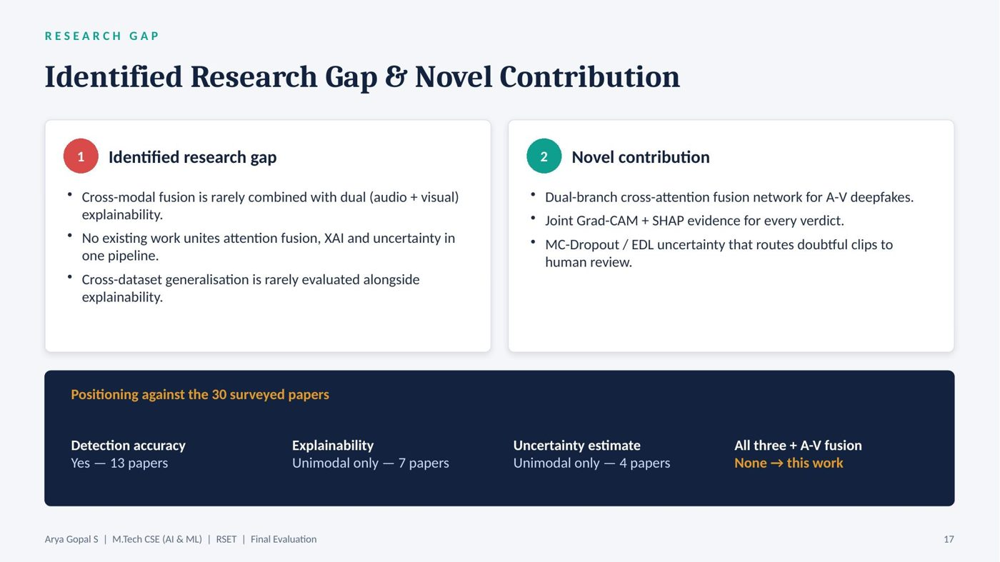 RESEARCH GAP
Identified Research Gap & Novel Contribution
1
Identified research gap
• Cross-modal fusion is rarely combined with dual (audio + visual)
explainability.
• No existing work unites attention fusion, XAI and uncertainty in
one pipeline.
• Cross-dataset generalisation is rarely evaluated alongside
explainability.
2
Novel contribution
• Dual-branch cross-attention fusion network for A-V deepfakes.
• Joint Grad-CAM + SHAP evidence for every verdict.
• MC-Dropout / EDL uncertainty that routes doubtful clips to
human review.
Positioning against the 30 surveyed papers
Detection accuracy
Yes — 13 papers
Explainability
Unimodal only — 7 papers
Uncertainty estimate
Unimodal only — 4 papers
All three + A-V fusion
None → this work
Arya Gopal S | M.Tech CSE (AI & ML) | RSET | Final Evaluation
17